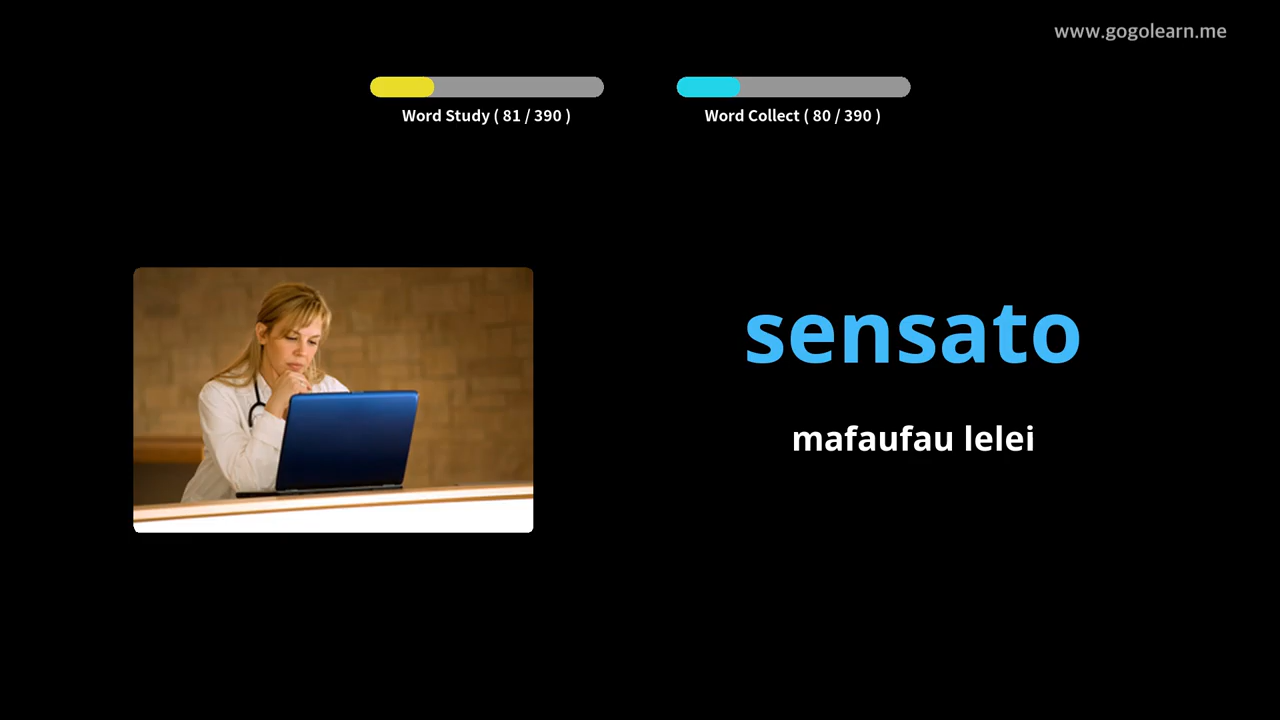 www.gogolearn.me
Word Study ( 81 / 390 )
Word Collect ( 80 / 390 )
sensato
mafaufau lelei